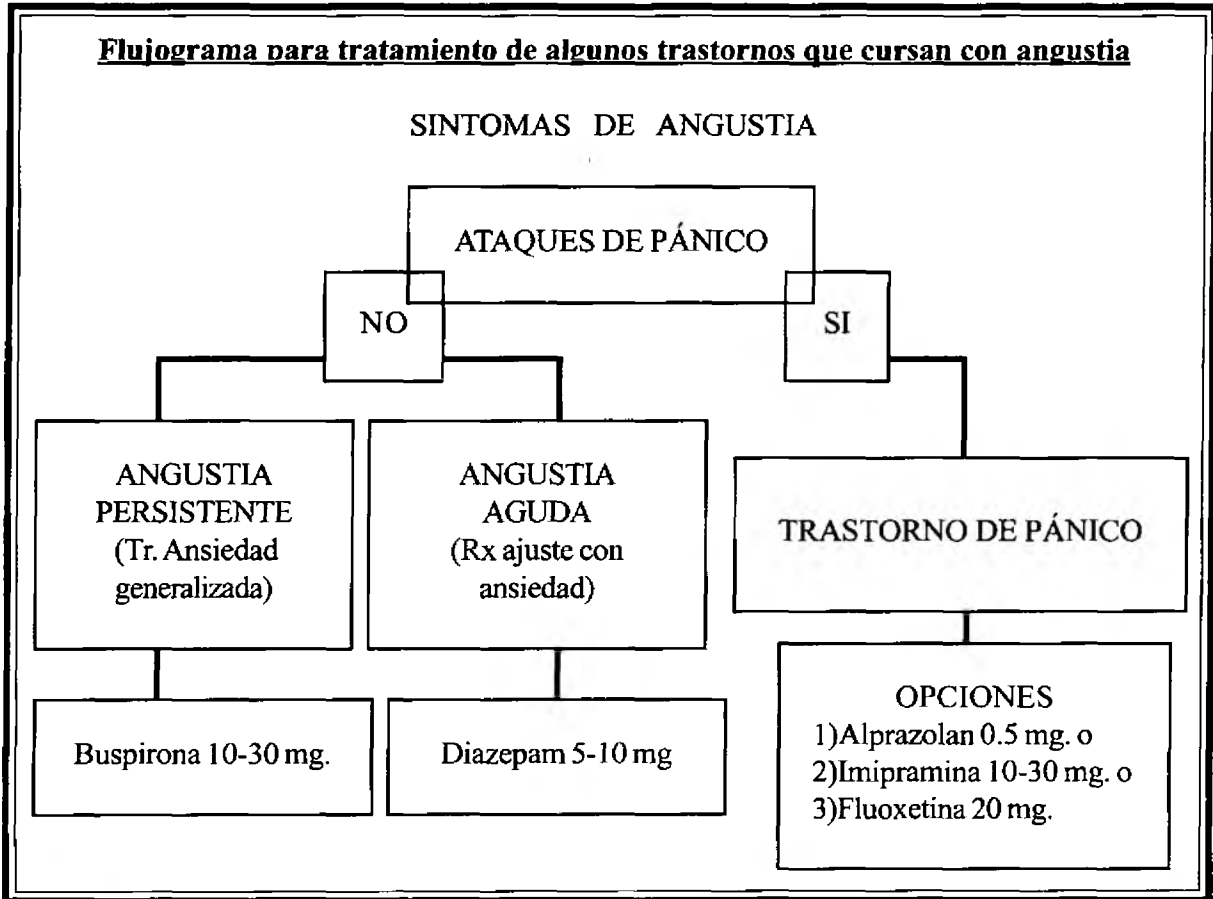 Flujograma para tratamiento de algunos trastornos que cursan con angustia
SINTOMAS DE ANGUSTIA
ATAQUES DE PÁNICO
NO
SI
ANGUSTIA
PERSISTENTE
(Tr. Ansiedad
generalizada)
ANGUSTIA
AGUDA
(Rx ajuste con
ansiedad)
TRASTORNO DE PÁNICO
Buspirona 10-30 mg.
Diazepam 5-10 mg
OPCIONES
1)Alprazolan 0.5 mg. o
2)Imipramina 10-30 mg. o
3)Fluoxetina 20 mg.